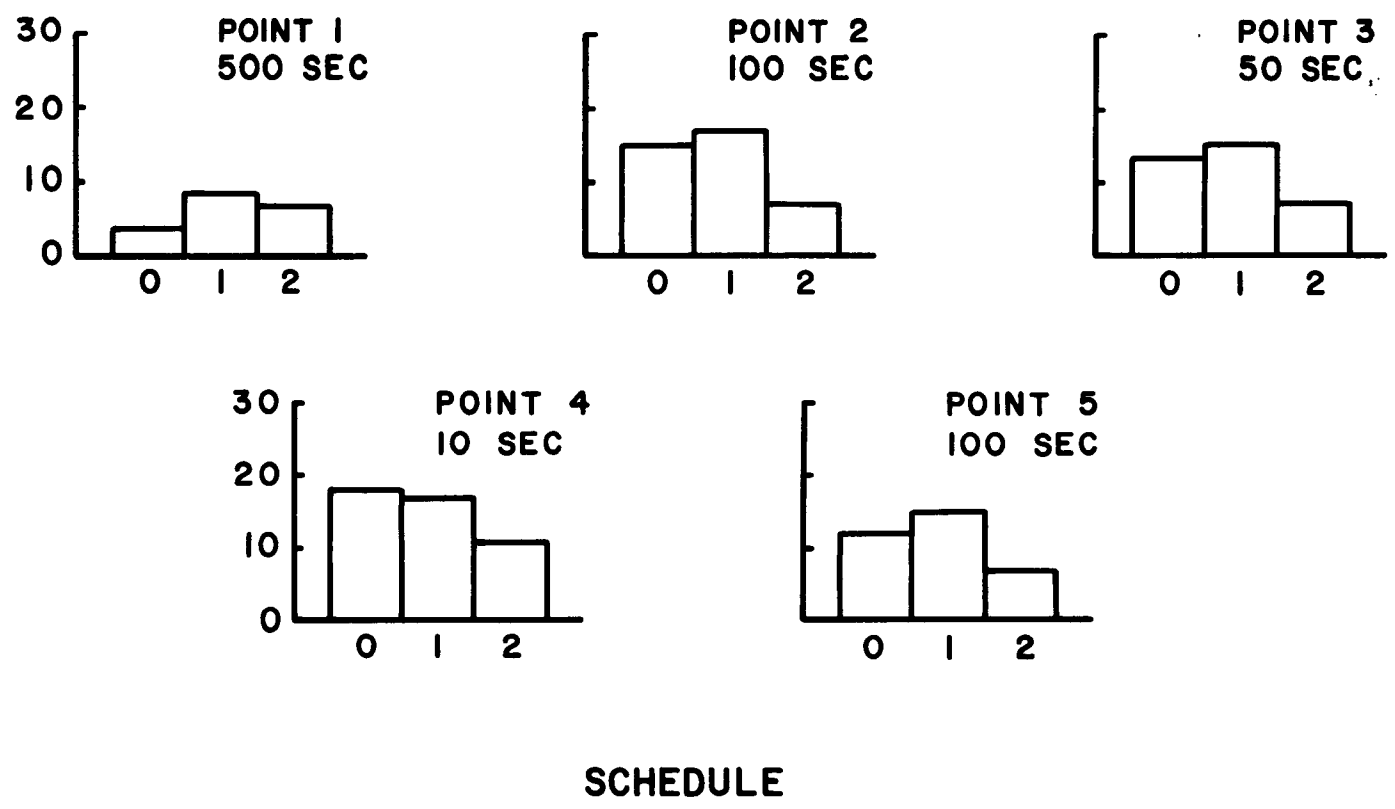 POINT 1
500 SEC
30
20
10
0
0 1 2
POINT 2
100 SEC
0 1 2
POINT 3
50 SEC
0 1 2
POINT 4
10 SEC
30
20
10
0
0 1 2
POINT 5
100 SEC
0 1 2
SCHEDULE